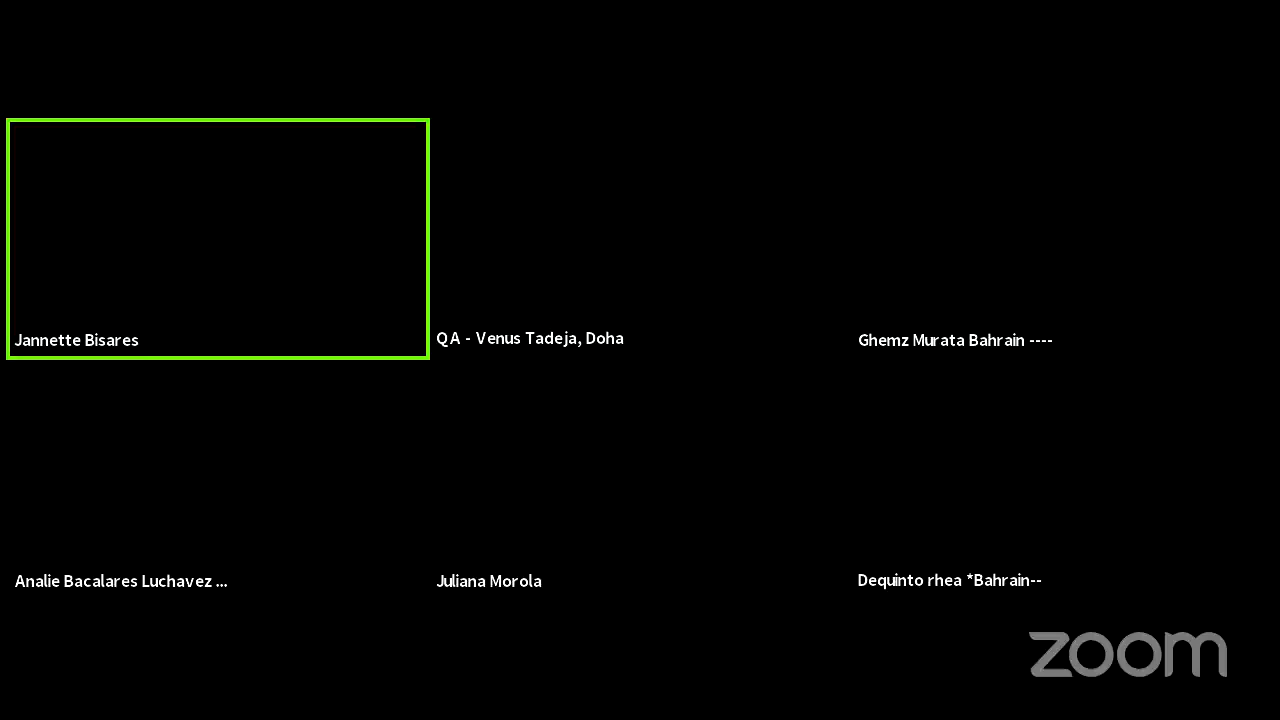 Jannette Bisares
QA - Venus Tadeja, Doha
Ghemz Murata Bahrain ----
Analie Bacalares Luchavez ...
Juliana Morola
Dequinto rhea *Bahrain--
zoom